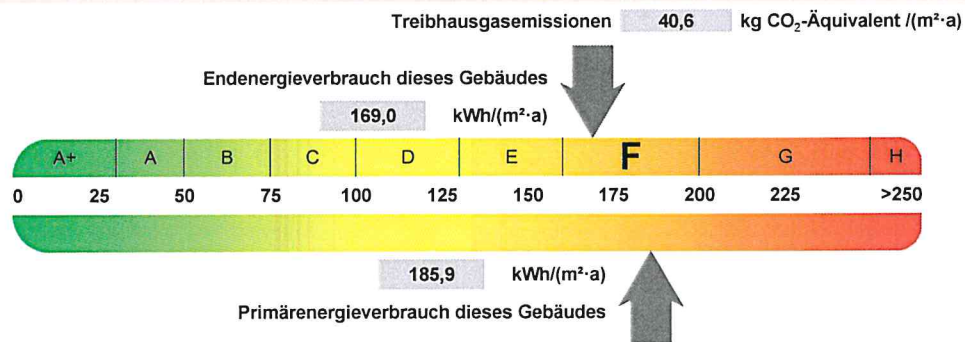 Treibhausgasemissionen 40,6 kg CO₂-Äquivalent /(m²·a)
Endenergieverbrauch dieses Gebäudes
169,0 kWh/(m²·a)
A+ A B C D E F G H
0 25 50 75 100 125 150 175 200 225 >250
185,9 kWh/(m²·a)
Primärenergieverbrauch dieses Gebäudes